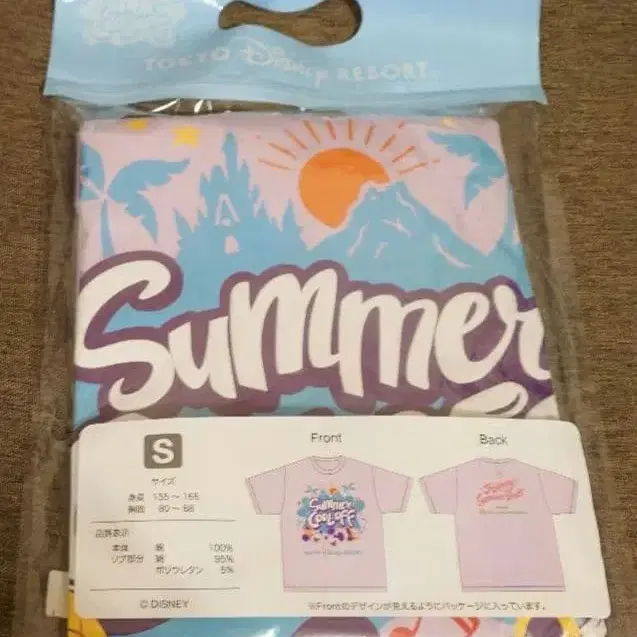 TOKYO Disney RESORT
Summer
S
サイズ
身長 155～165
胸囲 80～88
品質表示
本体 綿 100%
リブ部分 綿 95%
ポリウレタン 5%
© DISNEY
Front
Back
Summer
COOL-OFF
※Frontのデザインが見えるようにパッケージに入っています。